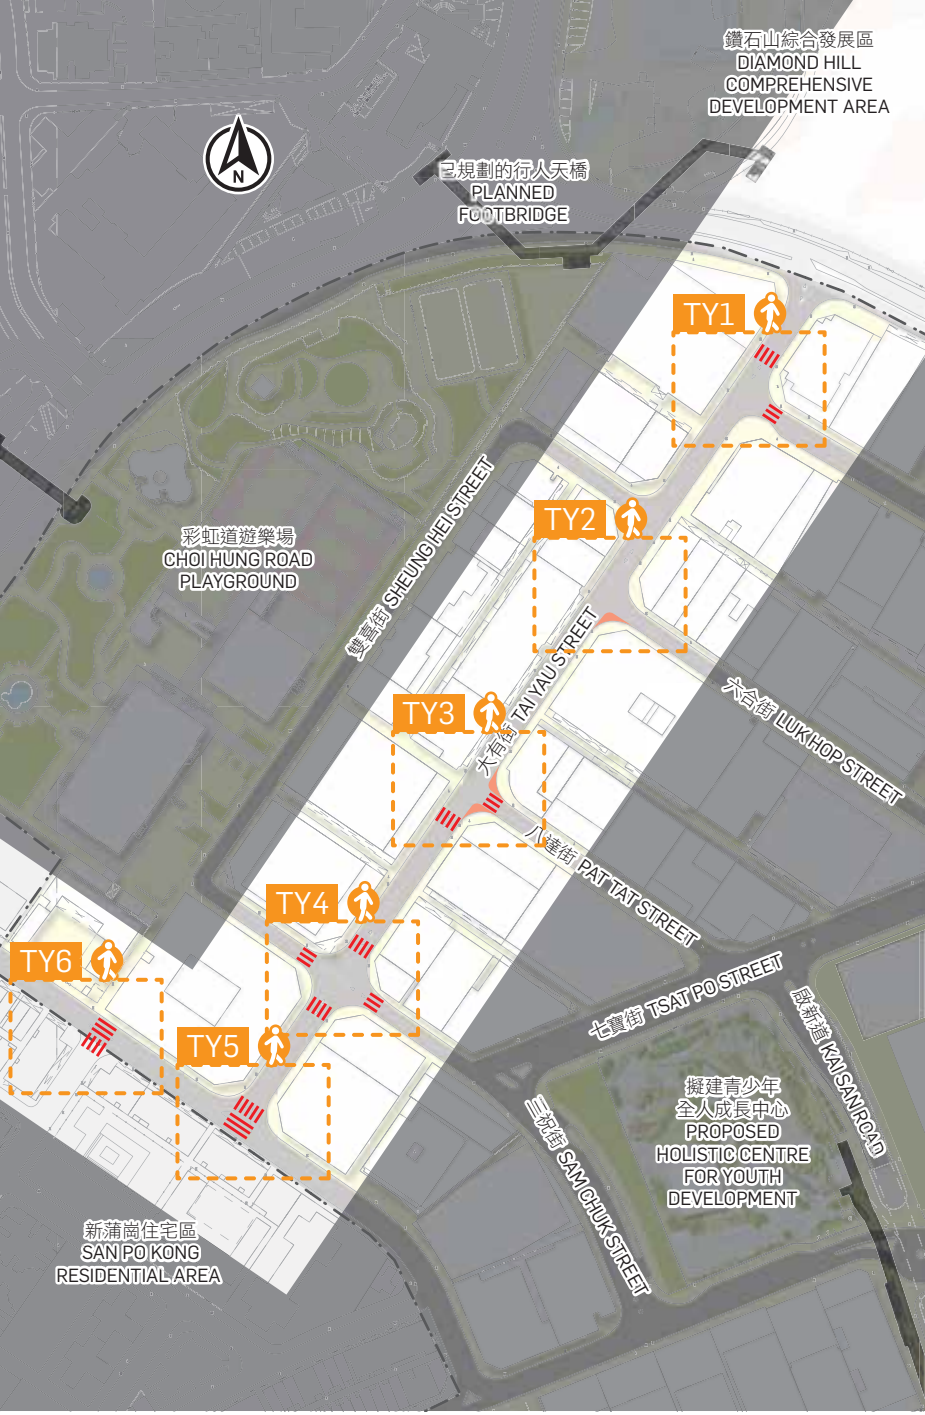 鑽石山綜合發展區
DIAMOND HILL
COMPREHENSIVE
DEVELOPMENT AREA
N
已規劃的行人天橋
PLANNED
FOOTBRIDGE
TY1
彩虹道遊樂場
CHOI HUNG ROAD
PLAYGROUND
雙喜街 SHEUNG HEI STREET
TY2
大有街 TAI YAU STREET
六合街 LUK HOP STREET
TY3
八達街 PAT TAT STREET
TY4
TY6
七寶街 TSAT PO STREET
啟新道 KAI SAN ROAD
TY5
三祝街 SAM CHUK STREET
擬建青少年
全人成長中心
PROPOSED
HOLISTIC CENTRE
FOR YOUTH
DEVELOPMENT
新蒲崗住宅區
SAN PO KONG
RESIDENTIAL AREA